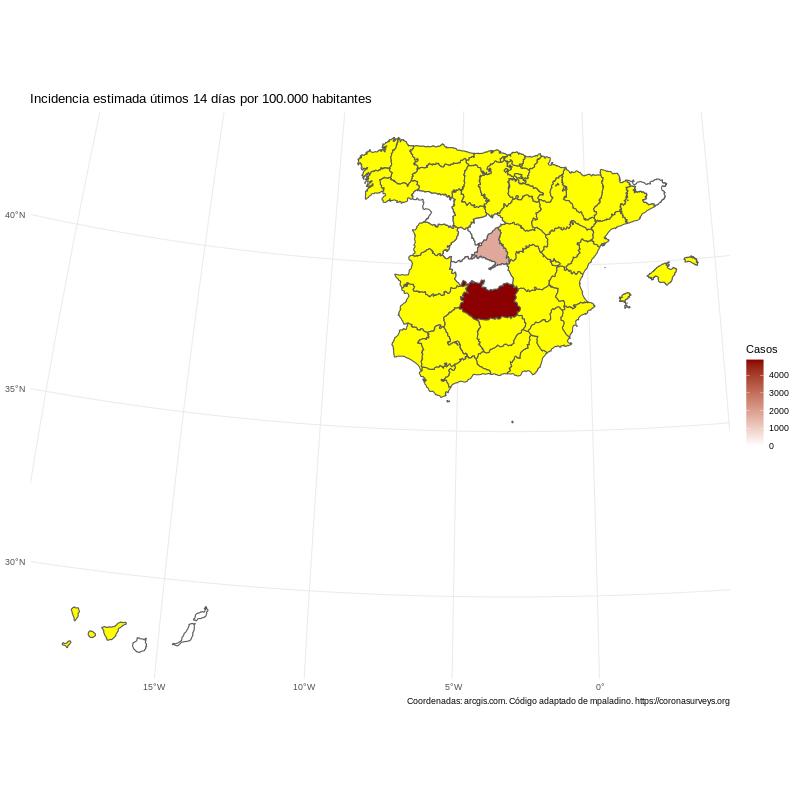 Incidencia estimada útimos 14 días por 100.000 habitantes
40°N
35°N
30°N
15°W
10°W
5°W
0°
Casos
4000
3000
2000
1000
0
Coordenadas: arcgis.com. Código adaptado de mpaladino. https://coronasurveys.org